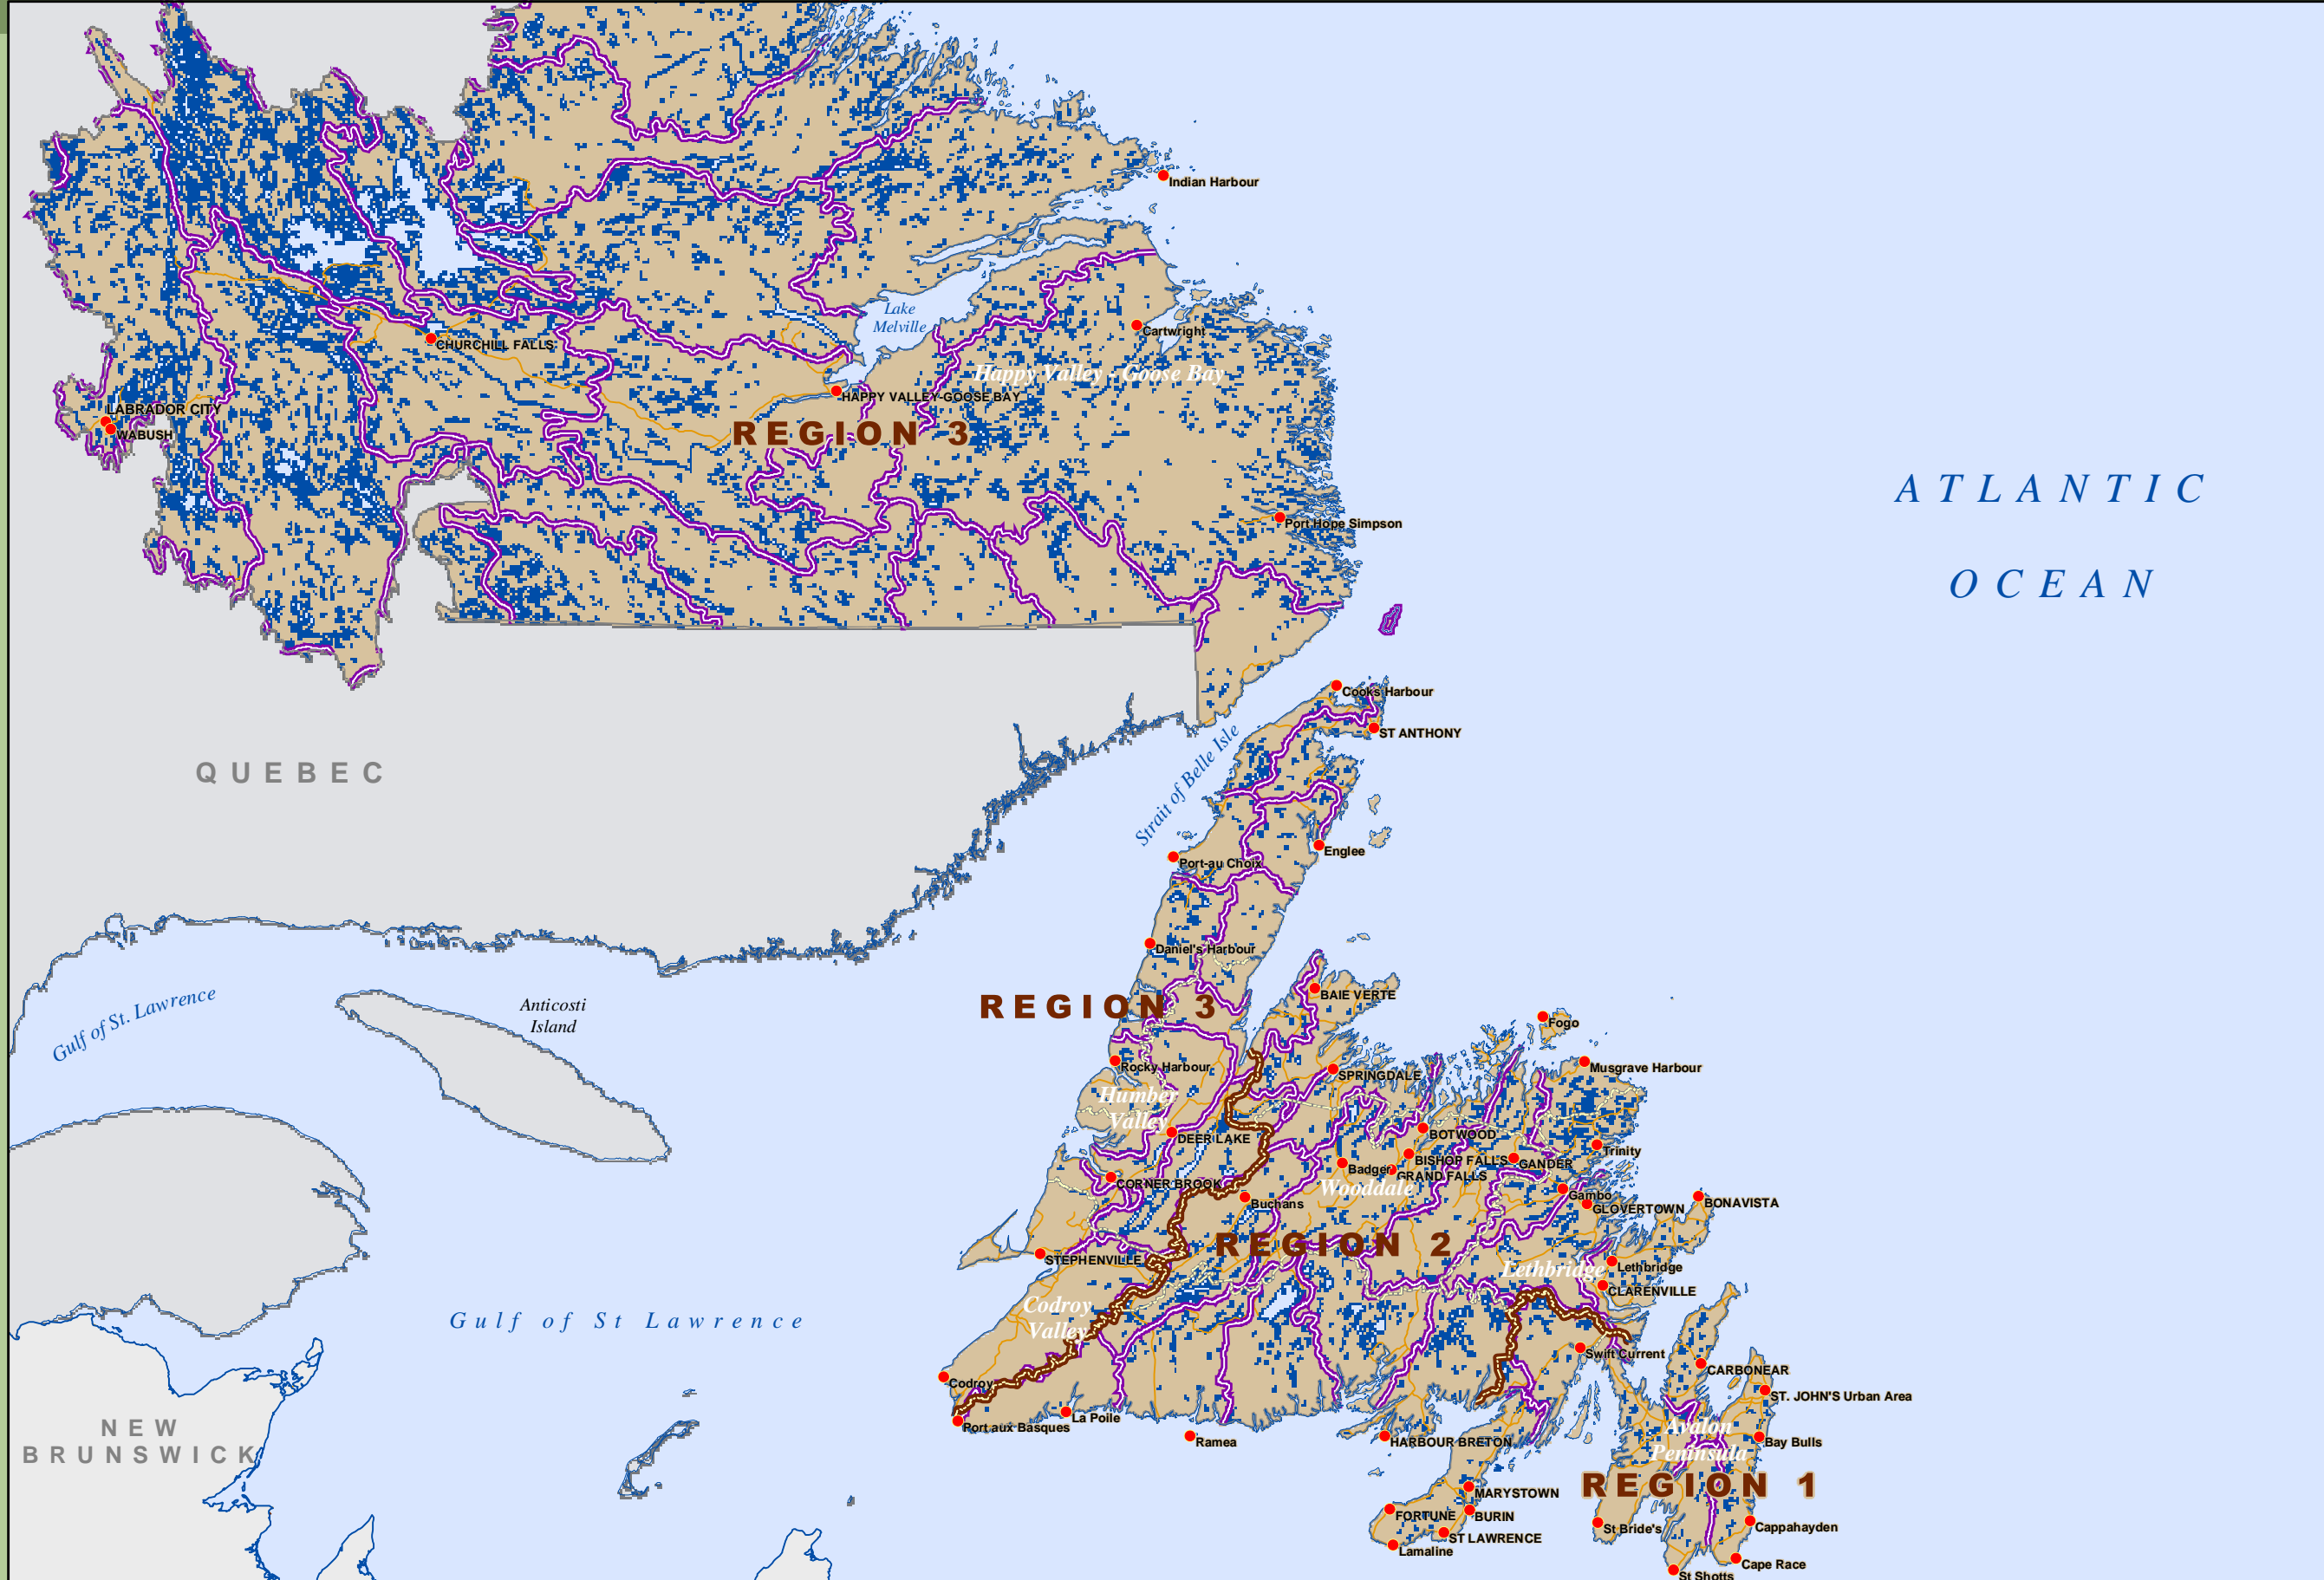 Indian Harbour
Lake
Melville
Cartwright
CHURCHILL FALLS
Happy Valley - Goose Bay
HAPPY VALLEY-GOOSE BAY
LABRADOR CITY
WABUSH
REGION 3
ATLANTIC
OCEAN
Port Hope Simpson
Cooks Harbour
ST ANTHONY
QUEBEC
Strait of Belle Isle
Englee
Port-au Choix
Daniel's Harbour
BAIE VERTE
REGION 3
Gulf of St. Lawrence
Anticosti
Island
Fogo
Rocky Harbour
SPRINGDALE
Musgrave Harbour
Humber
Valley
DEER LAKE
BOTWOOD
Trinity
BISHOP FALLS
GANDER
Badger
GRAND FALLS
CORNER BROOK
Wooddale
Buchans
Gambo
GLOVERTOWN
BONAVISTA
REGION 2
STEPHENVILLE
Lethbridge
Lethbridge
CLARENVILLE
Codroy
Valley
Gulf of St Lawrence
Swift Current
CARBONEAR
Codroy
ST. JOHN'S Urban Area
La Poile
Port aux Basques
Ramea
HARBOUR BRETON
Avalon
Peninsula
Bay Bulls
NEW
BRUNSWICK
REGION 1
MARYSTOWN
FORTUNE
BURIN
St Bride's
Cappahayden
ST LAWRENCE
Lamaline
Cape Race
St Shotts